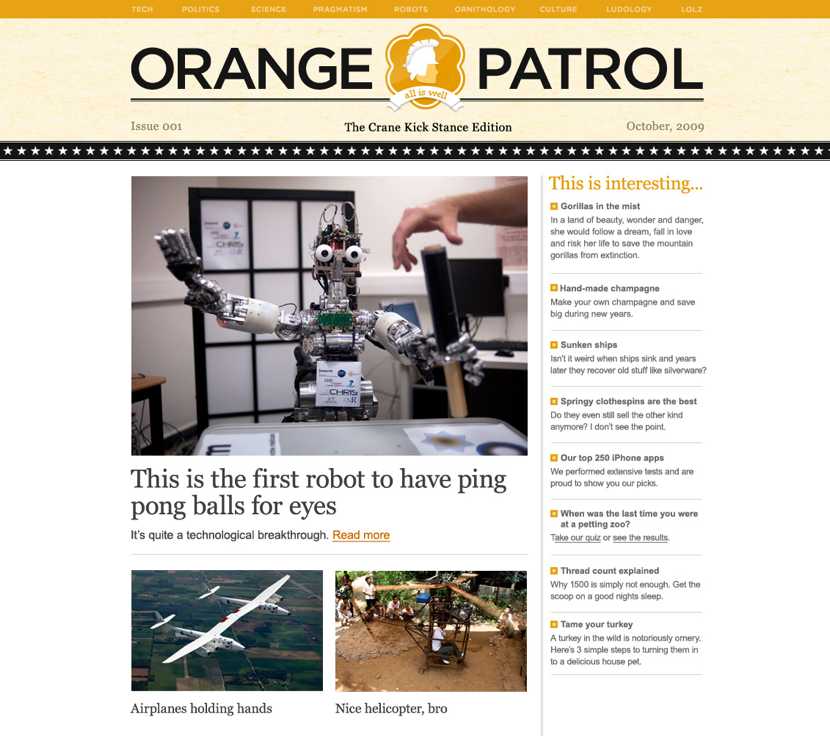 TECH POLITICS SCIENCE PRAGMATISM ROBOTS ORNITHOLOGY CULTURE LUDOLOGY LOLZ
ORANGE PATROL
all is well
Issue 001 The Crane Kick Stance Edition October, 2009
CHRIS
CHRIS
This is the first robot to have ping
pong balls for eyes
It's quite a technological breakthrough. Read more
Airplanes holding hands
Nice helicopter, bro
This is interesting...
Gorillas in the mist
In a land of beauty, wonder and danger,
she would follow a dream, fall in love
and risk her life to save the mountain
gorillas from extinction.
Hand-made champagne
Make your own champagne and save
big during new years.
Sunken ships
Isn't it weird when ships sink and years
later they recover old stuff like silverware?
Springy clothespins are the best
Do they even still sell the other kind
anymore? I don't see the point.
Our top 250 iPhone apps
We performed extensive tests and are
proud to show you our picks.
When was the last time you were
at a petting zoo?
Take our quiz or see the results.
Thread count explained
Why 1500 is simply not enough. Get the
scoop on a good nights sleep.
Tame your turkey
A turkey in the wild is notoriously ornery.
Here's 3 simple steps to turning them in
to a delicious house pet.